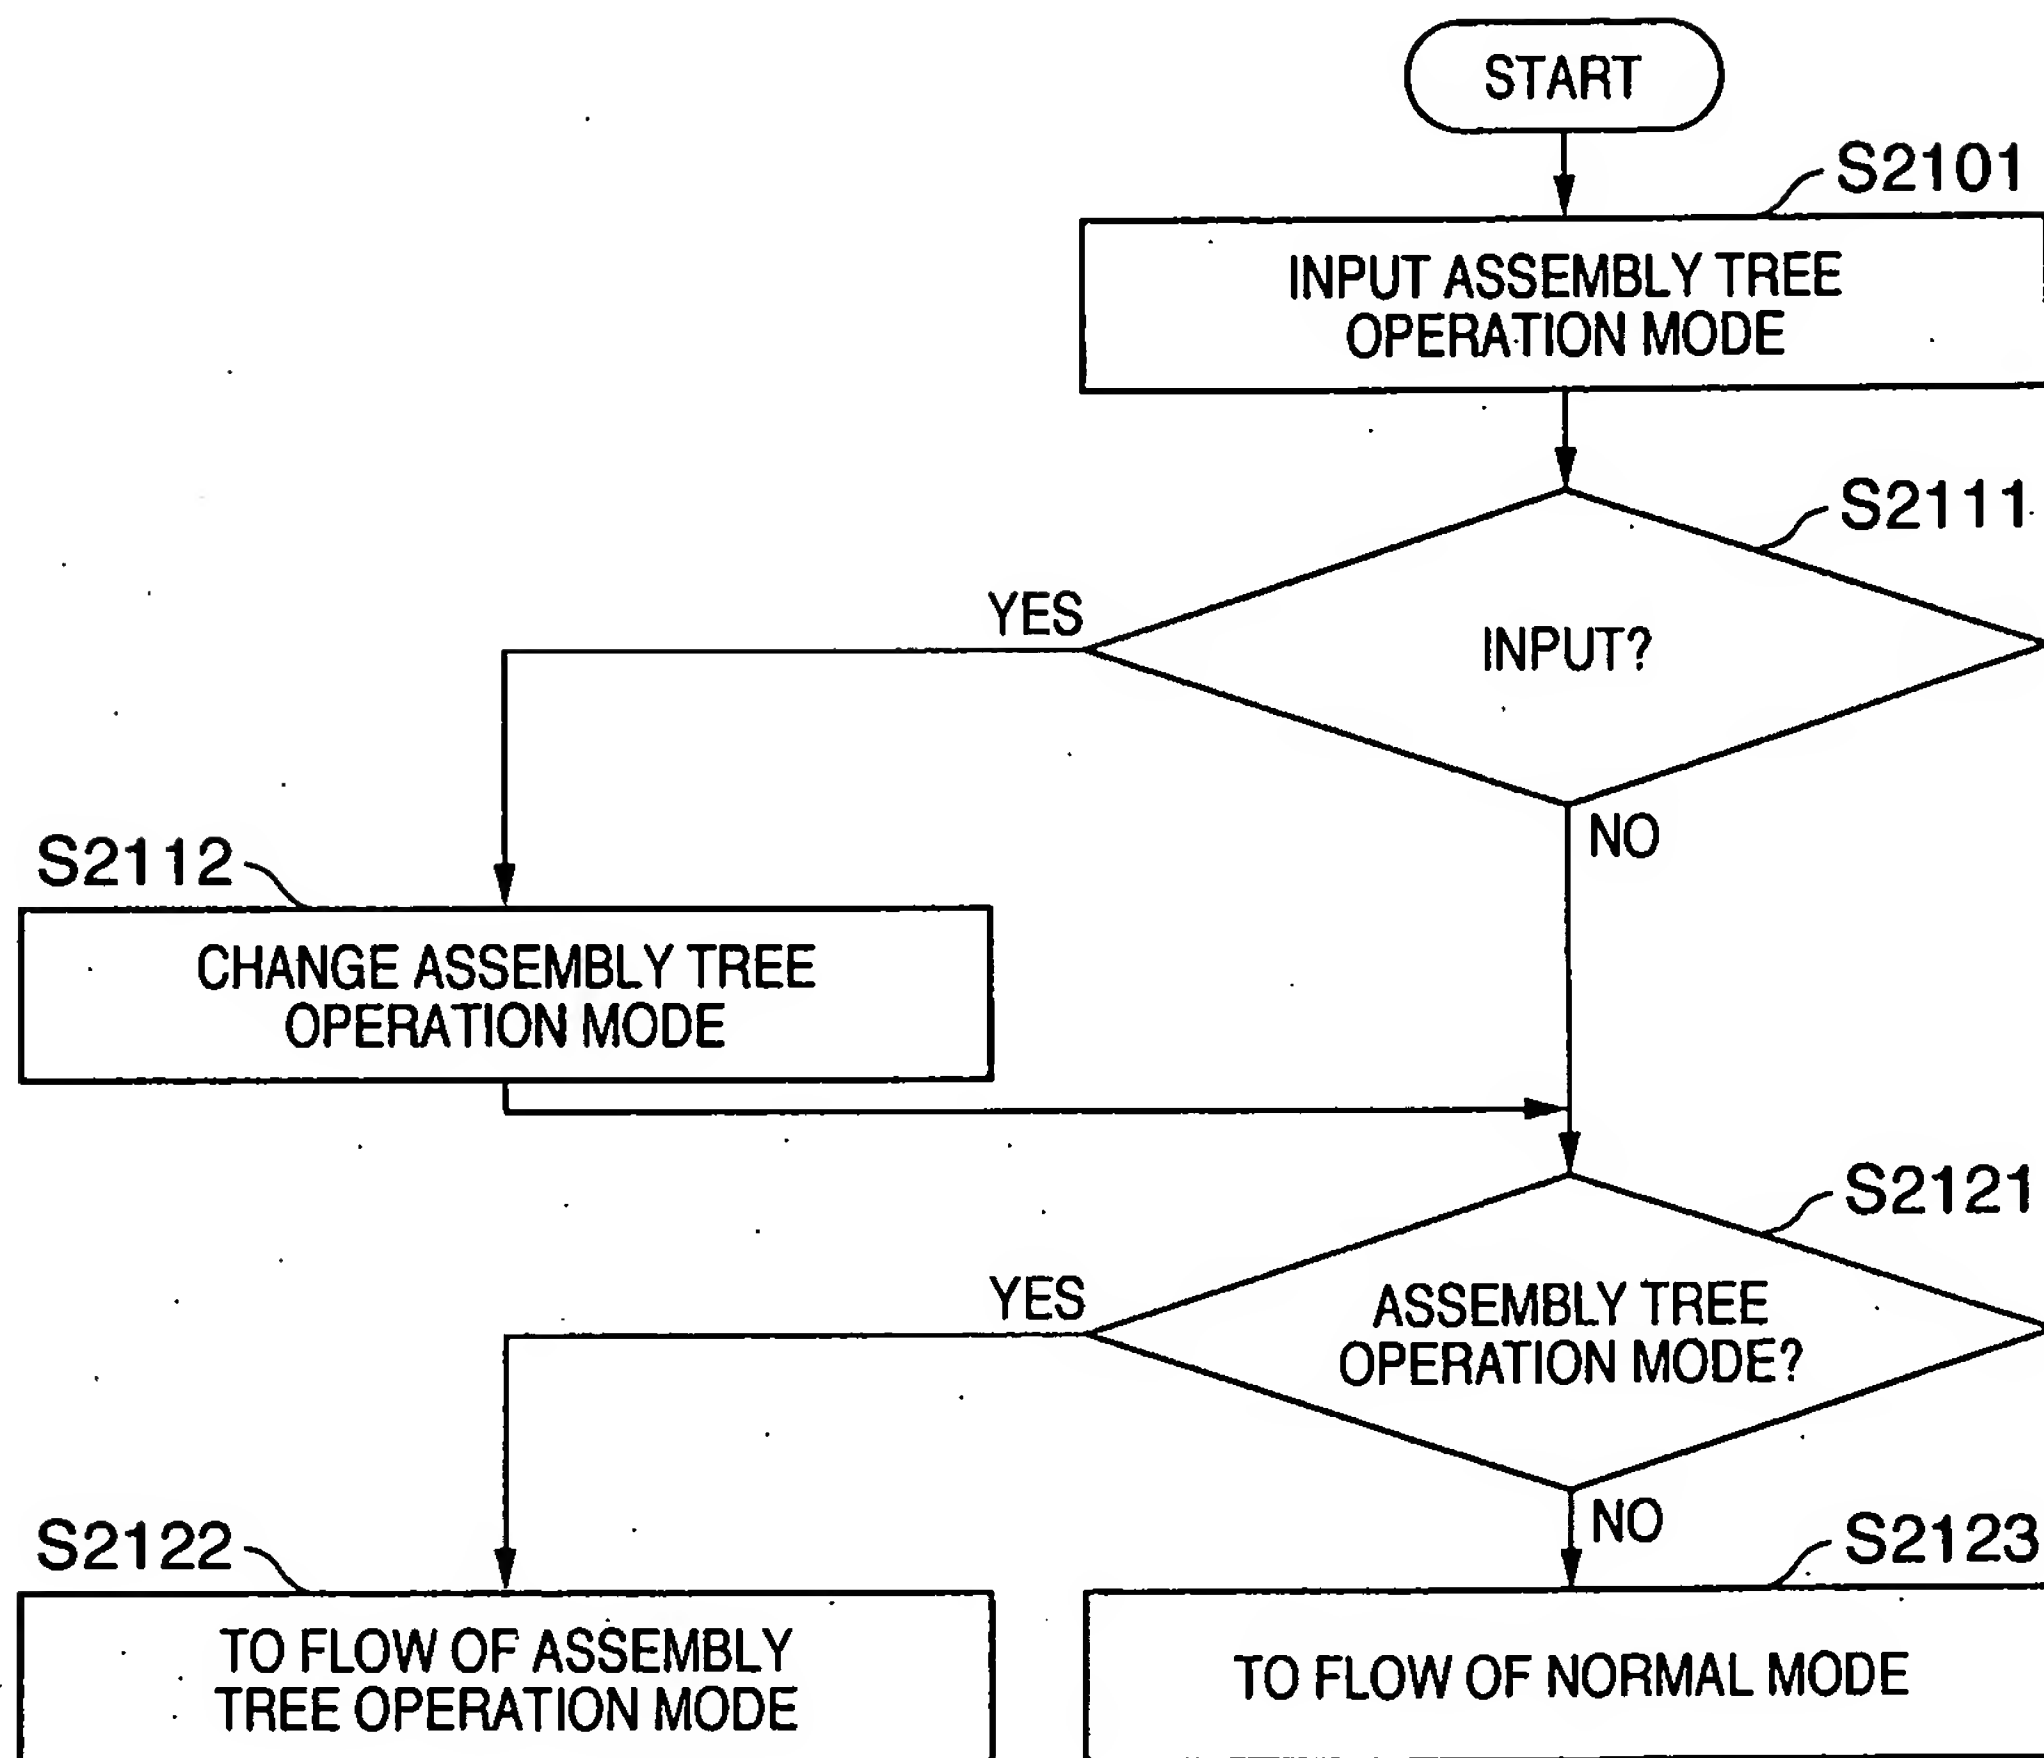 START
S2101
INPUT ASSEMBLY TREE
OPERATION MODE
S2111
YES
INPUT?
NO
S2112
CHANGE ASSEMBLY TREE
OPERATION MODE
S2121
YES
ASSEMBLY TREE
OPERATION MODE?
NO
S2122
S2123
TO FLOW OF ASSEMBLY
TREE OPERATION MODE
TO FLOW OF NORMAL MODE